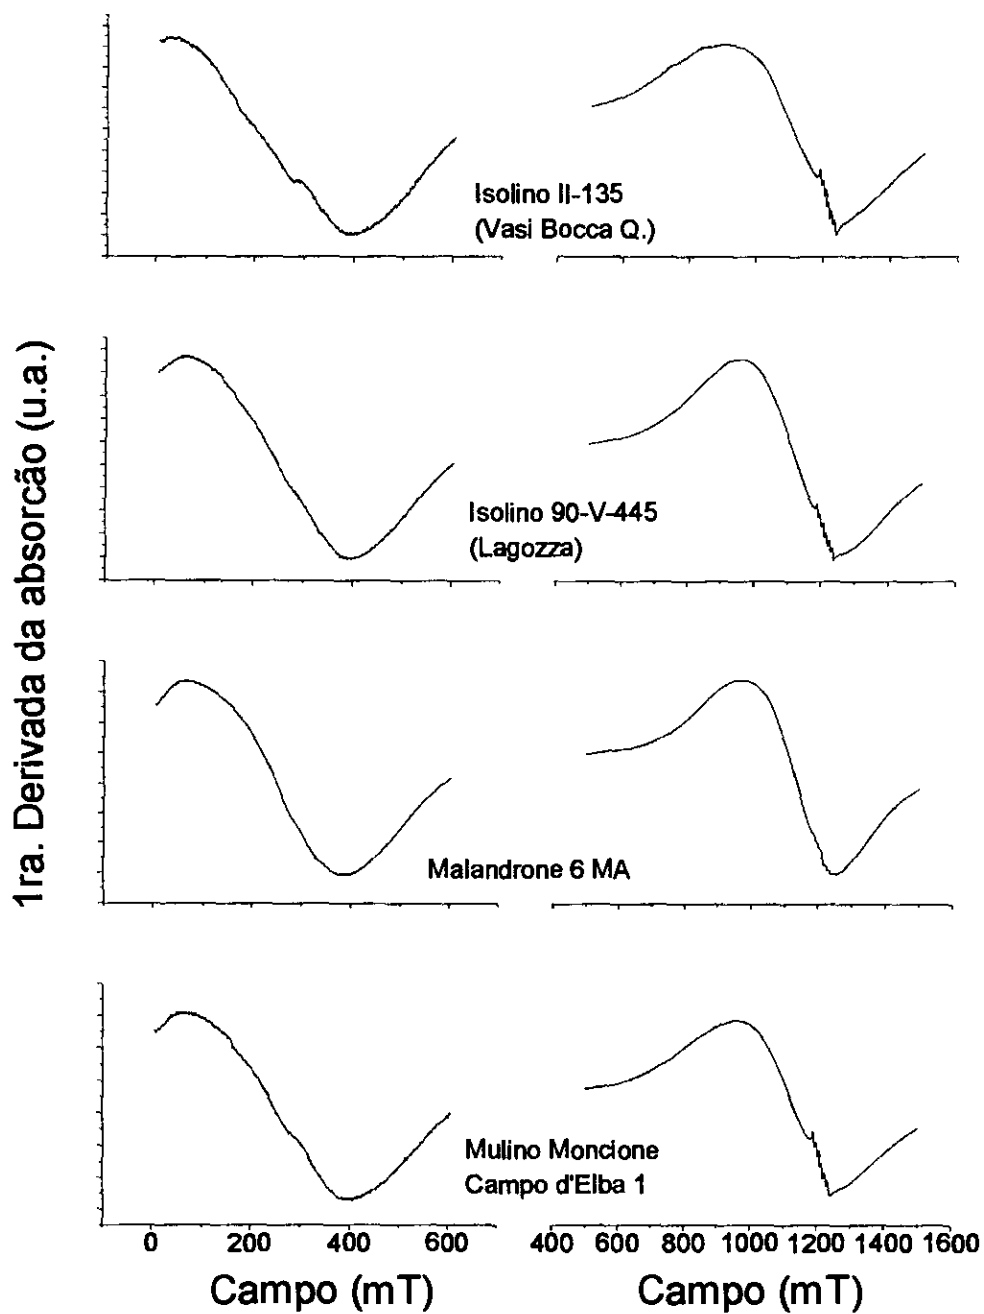 1ra. Derivada da absorcão (u.a.)
Isolino II-135
(Vasi Bocca Q.)
Isolino 90-V-445
(Lagozza)
Malandrone 6 MA
Mulino Moncione
Campo d'Elba 1
0 200 400 600 400 600 800 1000 1200 1400 1600
Campo (mT) Campo (mT)